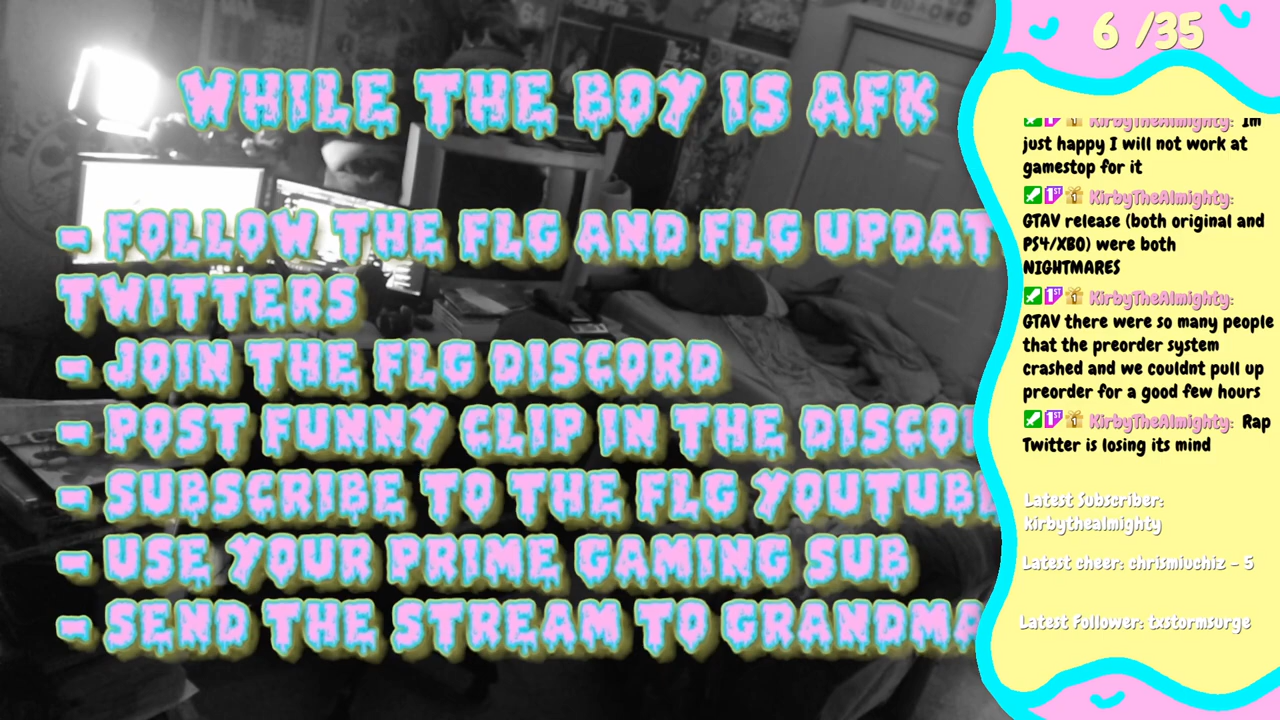 WHILE THE BOY IS AFK
- FOLLOW THE FLG AND FLG UPDAT
TWITTERS
- JOIN THE FLG DISCORD
- POST FUNNY CLIP IN THE DISCO
- SUBSCRIBE TO THE FLG YOUTUB
- USE YOUR PRIME GAMING SUB
- SEND THE STREAM TO GRANDMA
6 /35
KirbyTheAlmighty: Im
just happy I will not work at
gamestop for it
KirbyTheAlmighty:
GTAV release (both original and
PS4/XBO) were both
NIGHTMARES
KirbyTheAlmighty:
GTAV there were so many people
that the preorder system
crashed and we couldnt pull up
preorder for a good few hours
KirbyTheAlmighty: Rap
Twitter is losing its mind
Latest Subscriber:
kirbythealmighty
Latest cheer: chrismiuchiz - 5
Latest Follower: txstormsurge